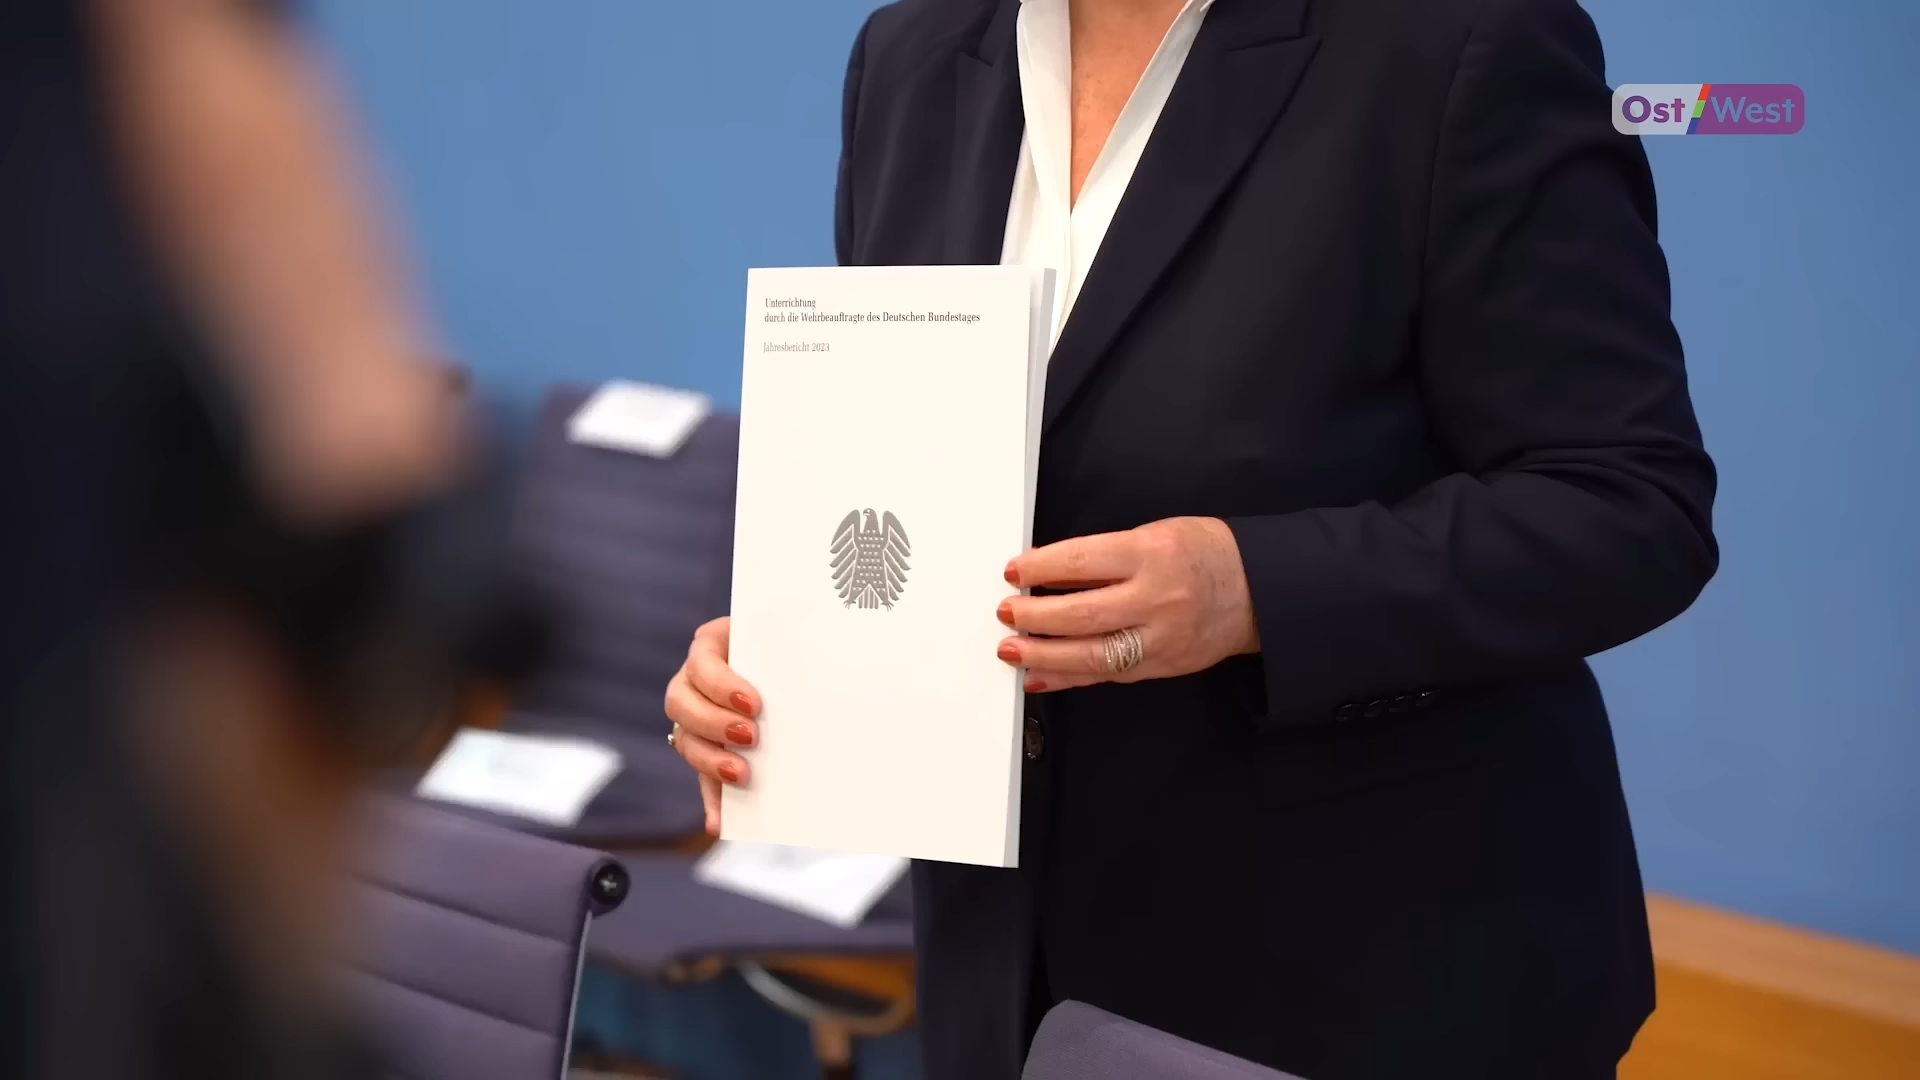 Ost West
Unterrichtung
durch die Wehrbeauftragte des Deutschen Bundestages
Jahresbericht 2023